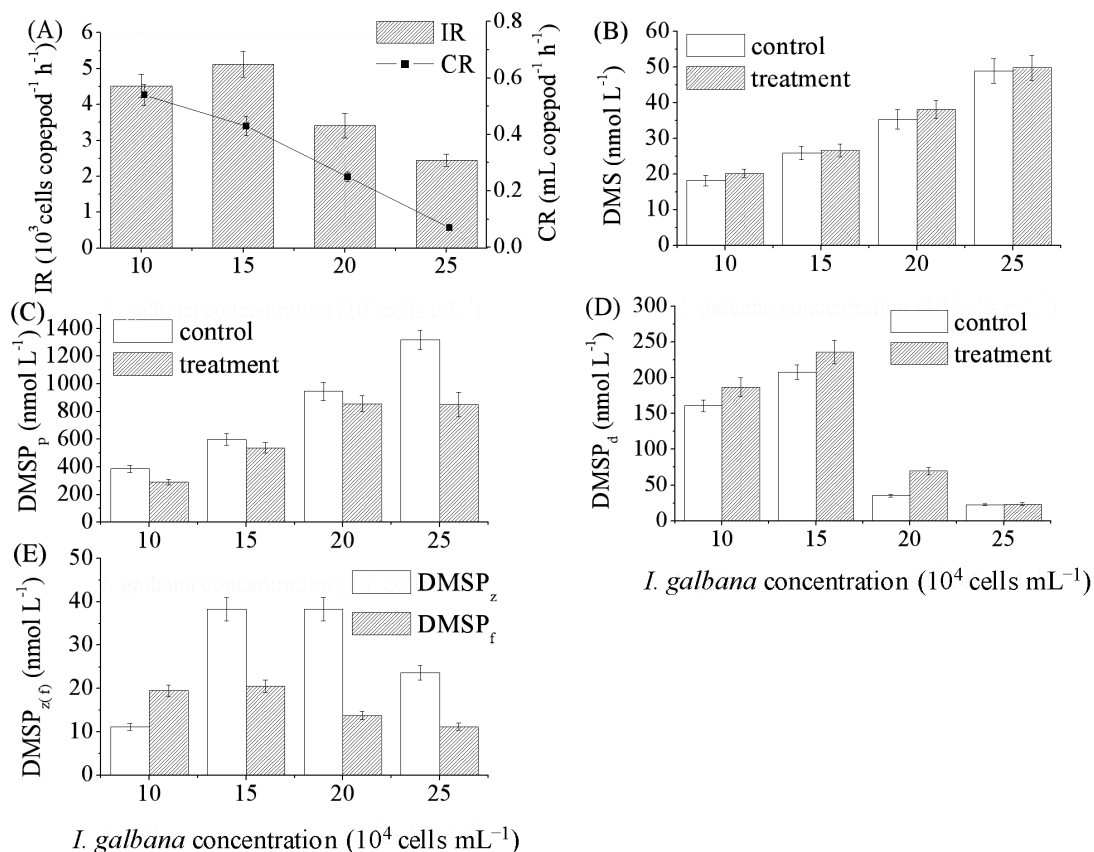 (A)
IR (10³ cells copepod⁻¹ h⁻¹)
6
5
4
3
2
1
0
IR
CR
0.8
0.6
0.4
0.2
0.0
CR (mL copepod⁻¹ h⁻¹)
10 15 20 25
(B)
DMS (nmol L⁻¹)
60
50
40
30
20
10
0
control
treatment
10 15 20 25
(C)
DMSPp (nmol L⁻¹)
1400
1200
1000
800
600
400
200
0
control
treatment
10 15 20 25
(D)
DMSPd (nmol L⁻¹)
300
250
200
150
100
50
0
control
treatment
10 15 20 25
I. galbana concentration (10⁴ cells mL⁻¹)
(E)
DMSPz(f) (nmol L⁻¹)
50
40
30
20
10
0
DMSPz
DMSPf
10 15 20 25
I. galbana concentration (10⁴ cells mL⁻¹)